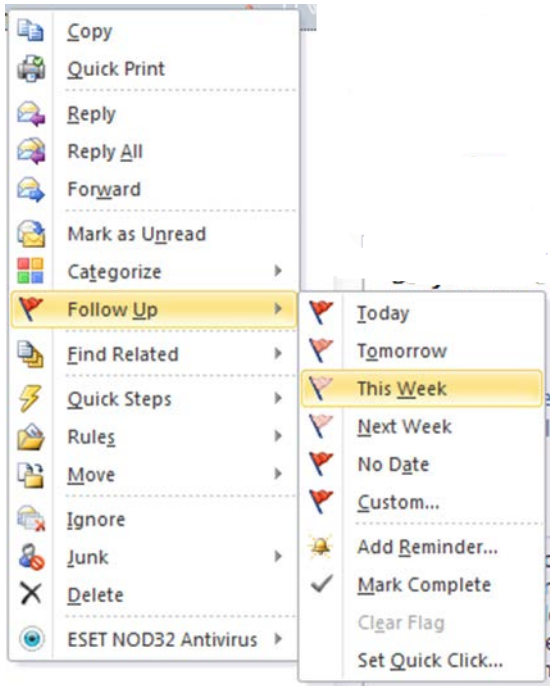 Copy
Quick Print
Reply
Reply All
Forward
Mark as Unread
Categorize
Follow Up
Find Related
Quick Steps
Rules
Move
Ignore
Junk
Delete
ESET NOD32 Antivirus
Today
Tomorrow
This Week
Next Week
No Date
Custom...
Add Reminder...
Mark Complete
Clear Flag
Set Quick Click...